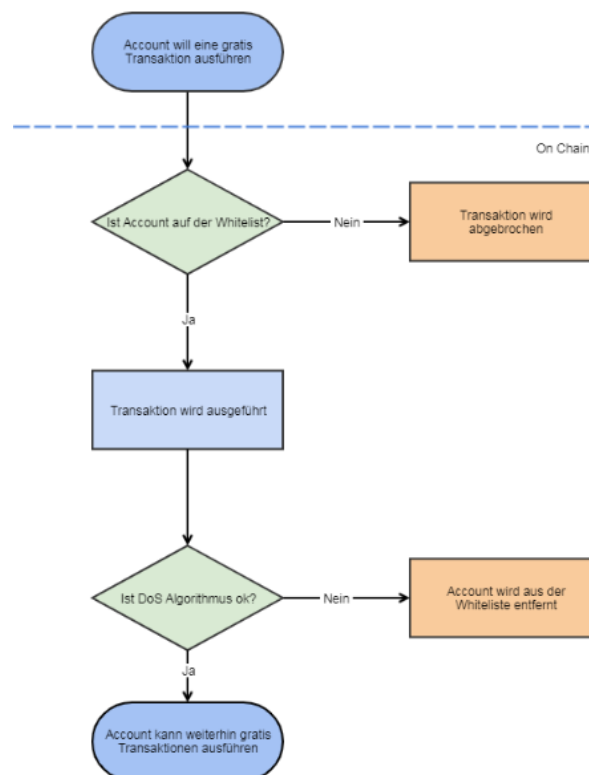 Account will eine gratis
Transaktion ausführen
On Chain
Ist Account auf der Whitelist?
Nein
Transaktion wird
abgebrochen
Ja
Transaktion wird ausgeführt
Ist DoS Algorithmus ok?
Nein
Account wird aus der
Whiteliste entfernt
Ja
Account kann weiterhin gratis
Transaktionen ausführen